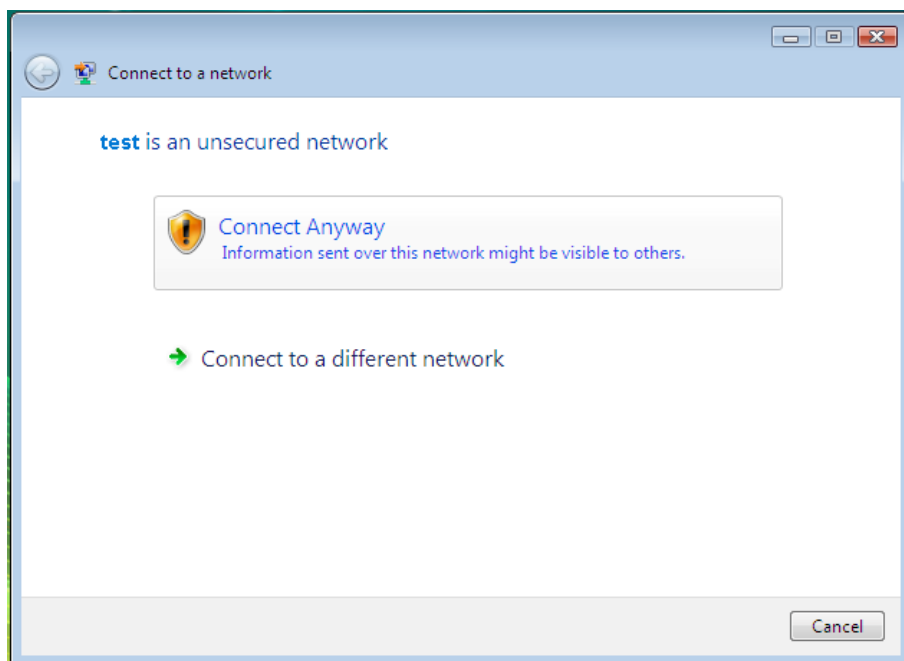 Connect to a network
test is an unsecured network
Connect Anyway
Information sent over this network might be visible to others.
Connect to a different network
Cancel